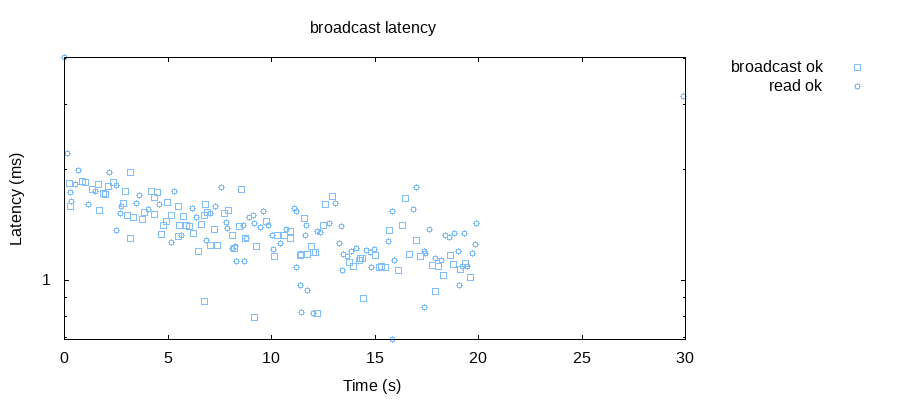 broadcast latency
broadcast ok
read ok
Latency (ms)
1
0 5 10 15 20 25 30
Time (s)